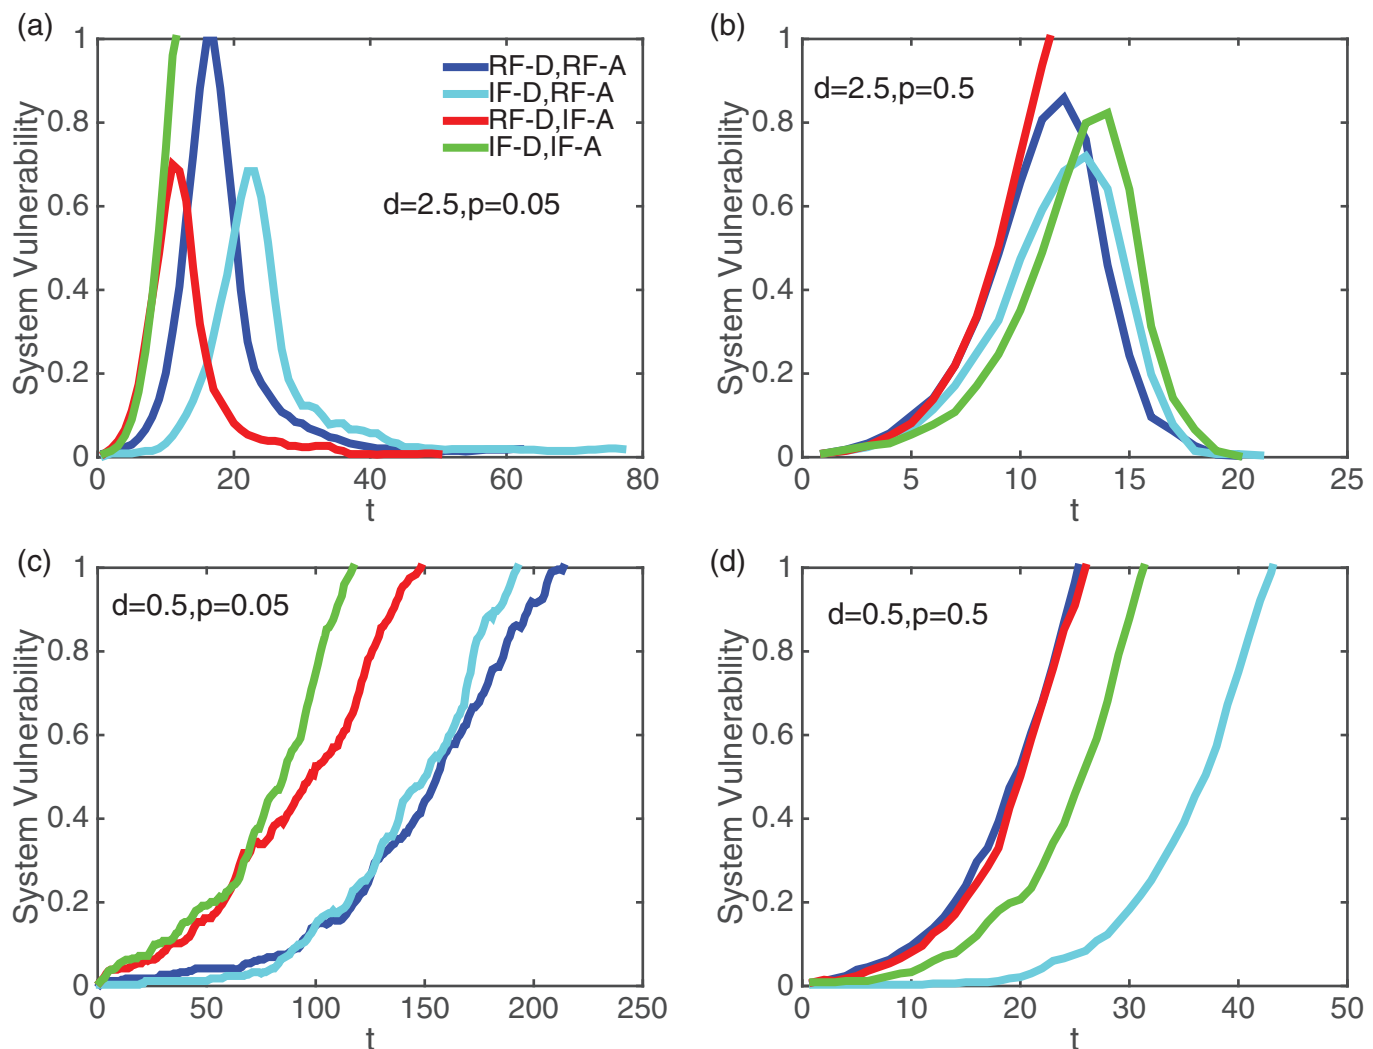 (a)
1
0.8
0.6
0.4
0.2
0
System Vulnerability
RF-D,RF-A
IF-D,RF-A
RF-D,IF-A
IF-D,IF-A
d=2.5,p=0.05
0 20 40 60 80
t
(b)
1
0.8
0.6
0.4
0.2
0
System Vulnerability
d=2.5,p=0.5
0 5 10 15 20 25
t
(c)
1
0.8
0.6
0.4
0.2
0
System Vulnerability
d=0.5,p=0.05
0 50 100 150 200 250
t
(d)
1
0.8
0.6
0.4
0.2
0
System Vulnerability
d=0.5,p=0.5
0 10 20 30 40 50
t